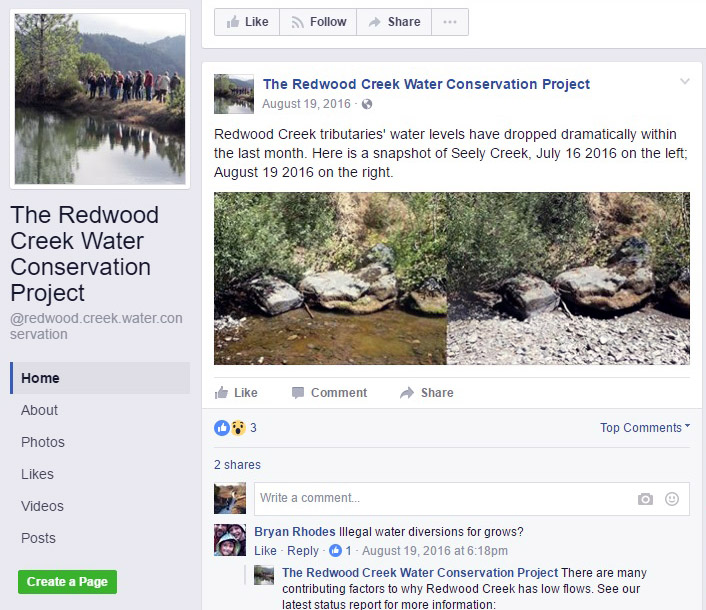 Like
Follow
Share
The Redwood Creek Water Conservation Project
August 19, 2016 ·
Redwood Creek tributaries' water levels have dropped dramatically within
the last month. Here is a snapshot of Seely Creek, July 16 2016 on the left;
August 19 2016 on the right.
The Redwood
Creek Water
Conservation
Project
@redwood.creek.water.con
servation
Home
About
Photos
Likes
Videos
Posts
Create a Page
Like
Comment
Share
3
Top Comments
2 shares
Write a comment...
Bryan Rhodes Illegal water diversions for grows?
Like · Reply · 1 · August 19, 2016 at 6:18pm
The Redwood Creek Water Conservation Project There are many
contributing factors to why Redwood Creek has low flows. See our
latest status report for more information: